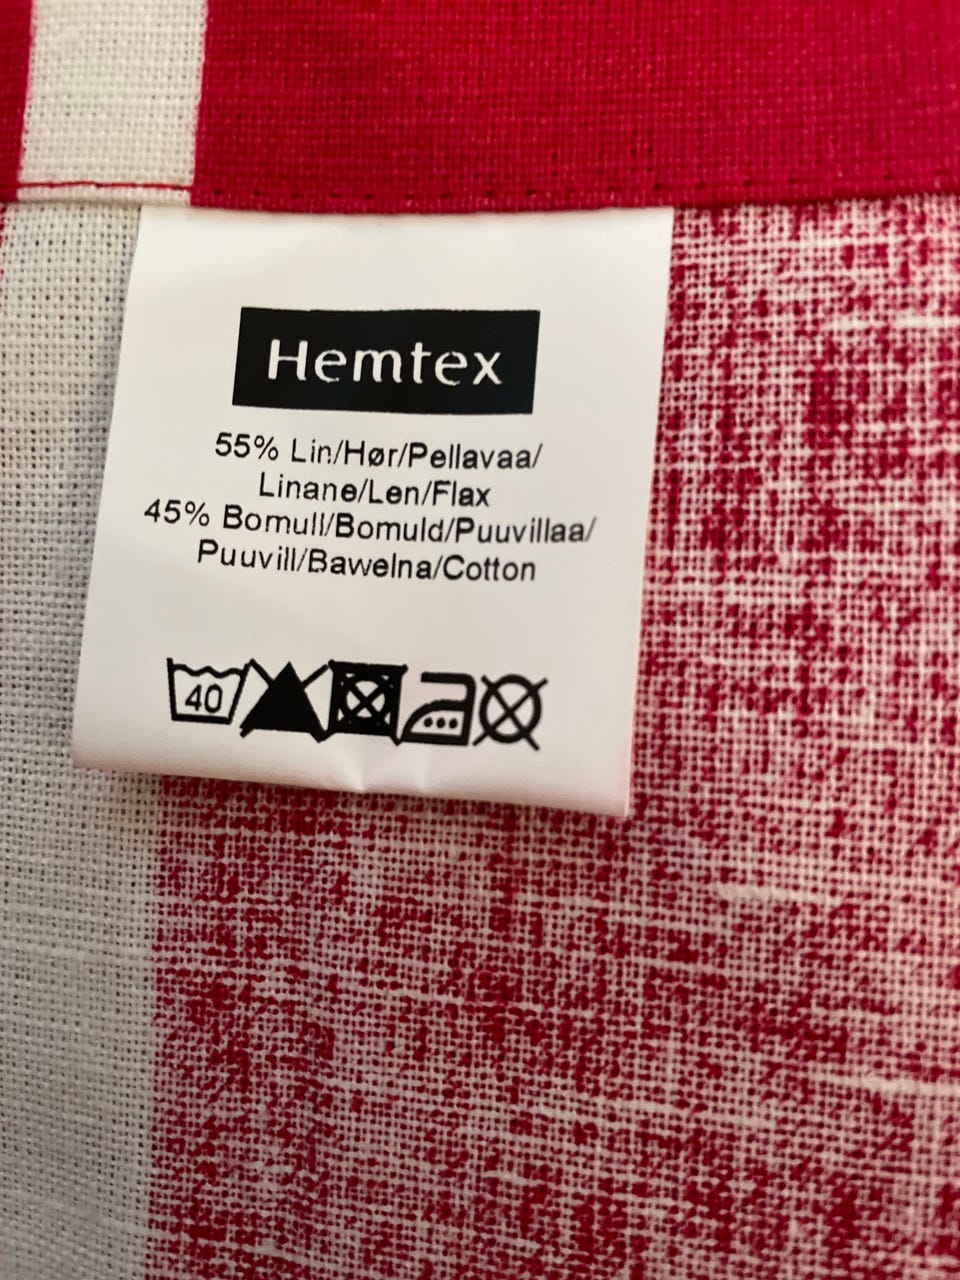 Hemtex
55% Lin/Hør/Pellavaa/
Linane/Len/Flax
45% Bomull/Bomuld/Puuvillaa/
Puuvill/Bawelna/Cotton
40